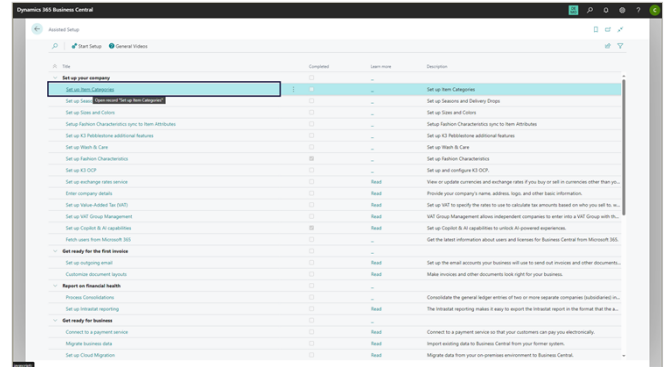 Dynamics 365 Business Central
Assisted Setup
Start Setup General Videos
Title Completed Learn more Description
Set up your company _
Set up Item Categories _ Set up Item Categories
Set up Seas Open record "Set up Item Categories" _ Set up Seasons and Delivery Drops
Set up Sizes and Colors _ Set up Sizes and Colors
Setup Fashion Characteristics sync to Item Attributes _ Setup Fashion Characteristics sync to Item Attributes
Set up K3 Pebblestone additional features _ Set up K3 Pebblestone additional features
Set up Wash & Care _ Set up Wash & Care
Set up Fashion Characteristics _ Set up Fashion Characteristics
Set up K3 DCP _ Set up and configure K3 DCP.
Set up exchange rates service Read View or update currencies and exchange rates if you buy or sell in currencies other than yo...
Enter company details Read Provide your company's name, address, logo, and other basic information.
Set up Value-Added Tax (VAT) Read Set up VAT to specify the rates to use to calculate tax amounts based on who you sell to, w...
Set up VAT Group Management Read VAT Group Management allows independent companies to enter into a VAT Group with th...
Set up Copilot & AI capabilities Read Set up Copilot & AI capabilities to unlock AI-powered experiences.
Fetch users from Microsoft 365 _ Get the latest information about users and licenses for Business Central from Microsoft 365.
Get ready for the first invoice _
Set up outgoing email Read Set up the email accounts your business will use to send out invoices and other documents...
Customize document layouts Read Make invoices and other documents look right for your business.
Report on financial health _
Process Consolidations _ Consolidate the general ledger entries of two or more separate companies (subsidiaries) in...
Set up Intrastat reporting Read The Intrastat reporting makes it easy to export the Intrastat report in the format that the a...
Get ready for business _
Connect to a payment service Read Connect to a payment service so that your customers can pay you electronically.
Migrate business data Read Import existing data to Business Central from your former system.
Set up Cloud Migration Read Migrate data from your on-premises environment to Business Central.